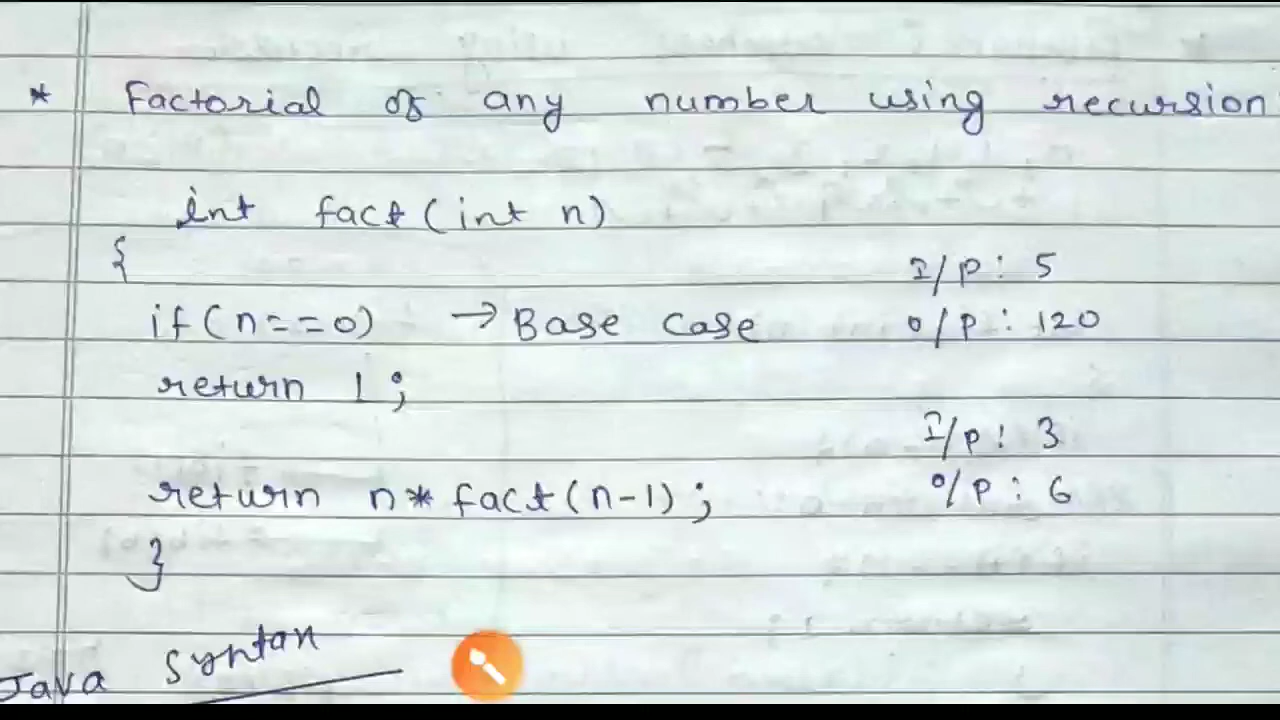 * Factorial of any number using recursion:
int fact(int n)
{
I/p: 5
if(n==0) → Base case
o/p: 120
return 1;
I/p: 3
return n* fact(n-1);
o/p: 6
}
Java Syntax